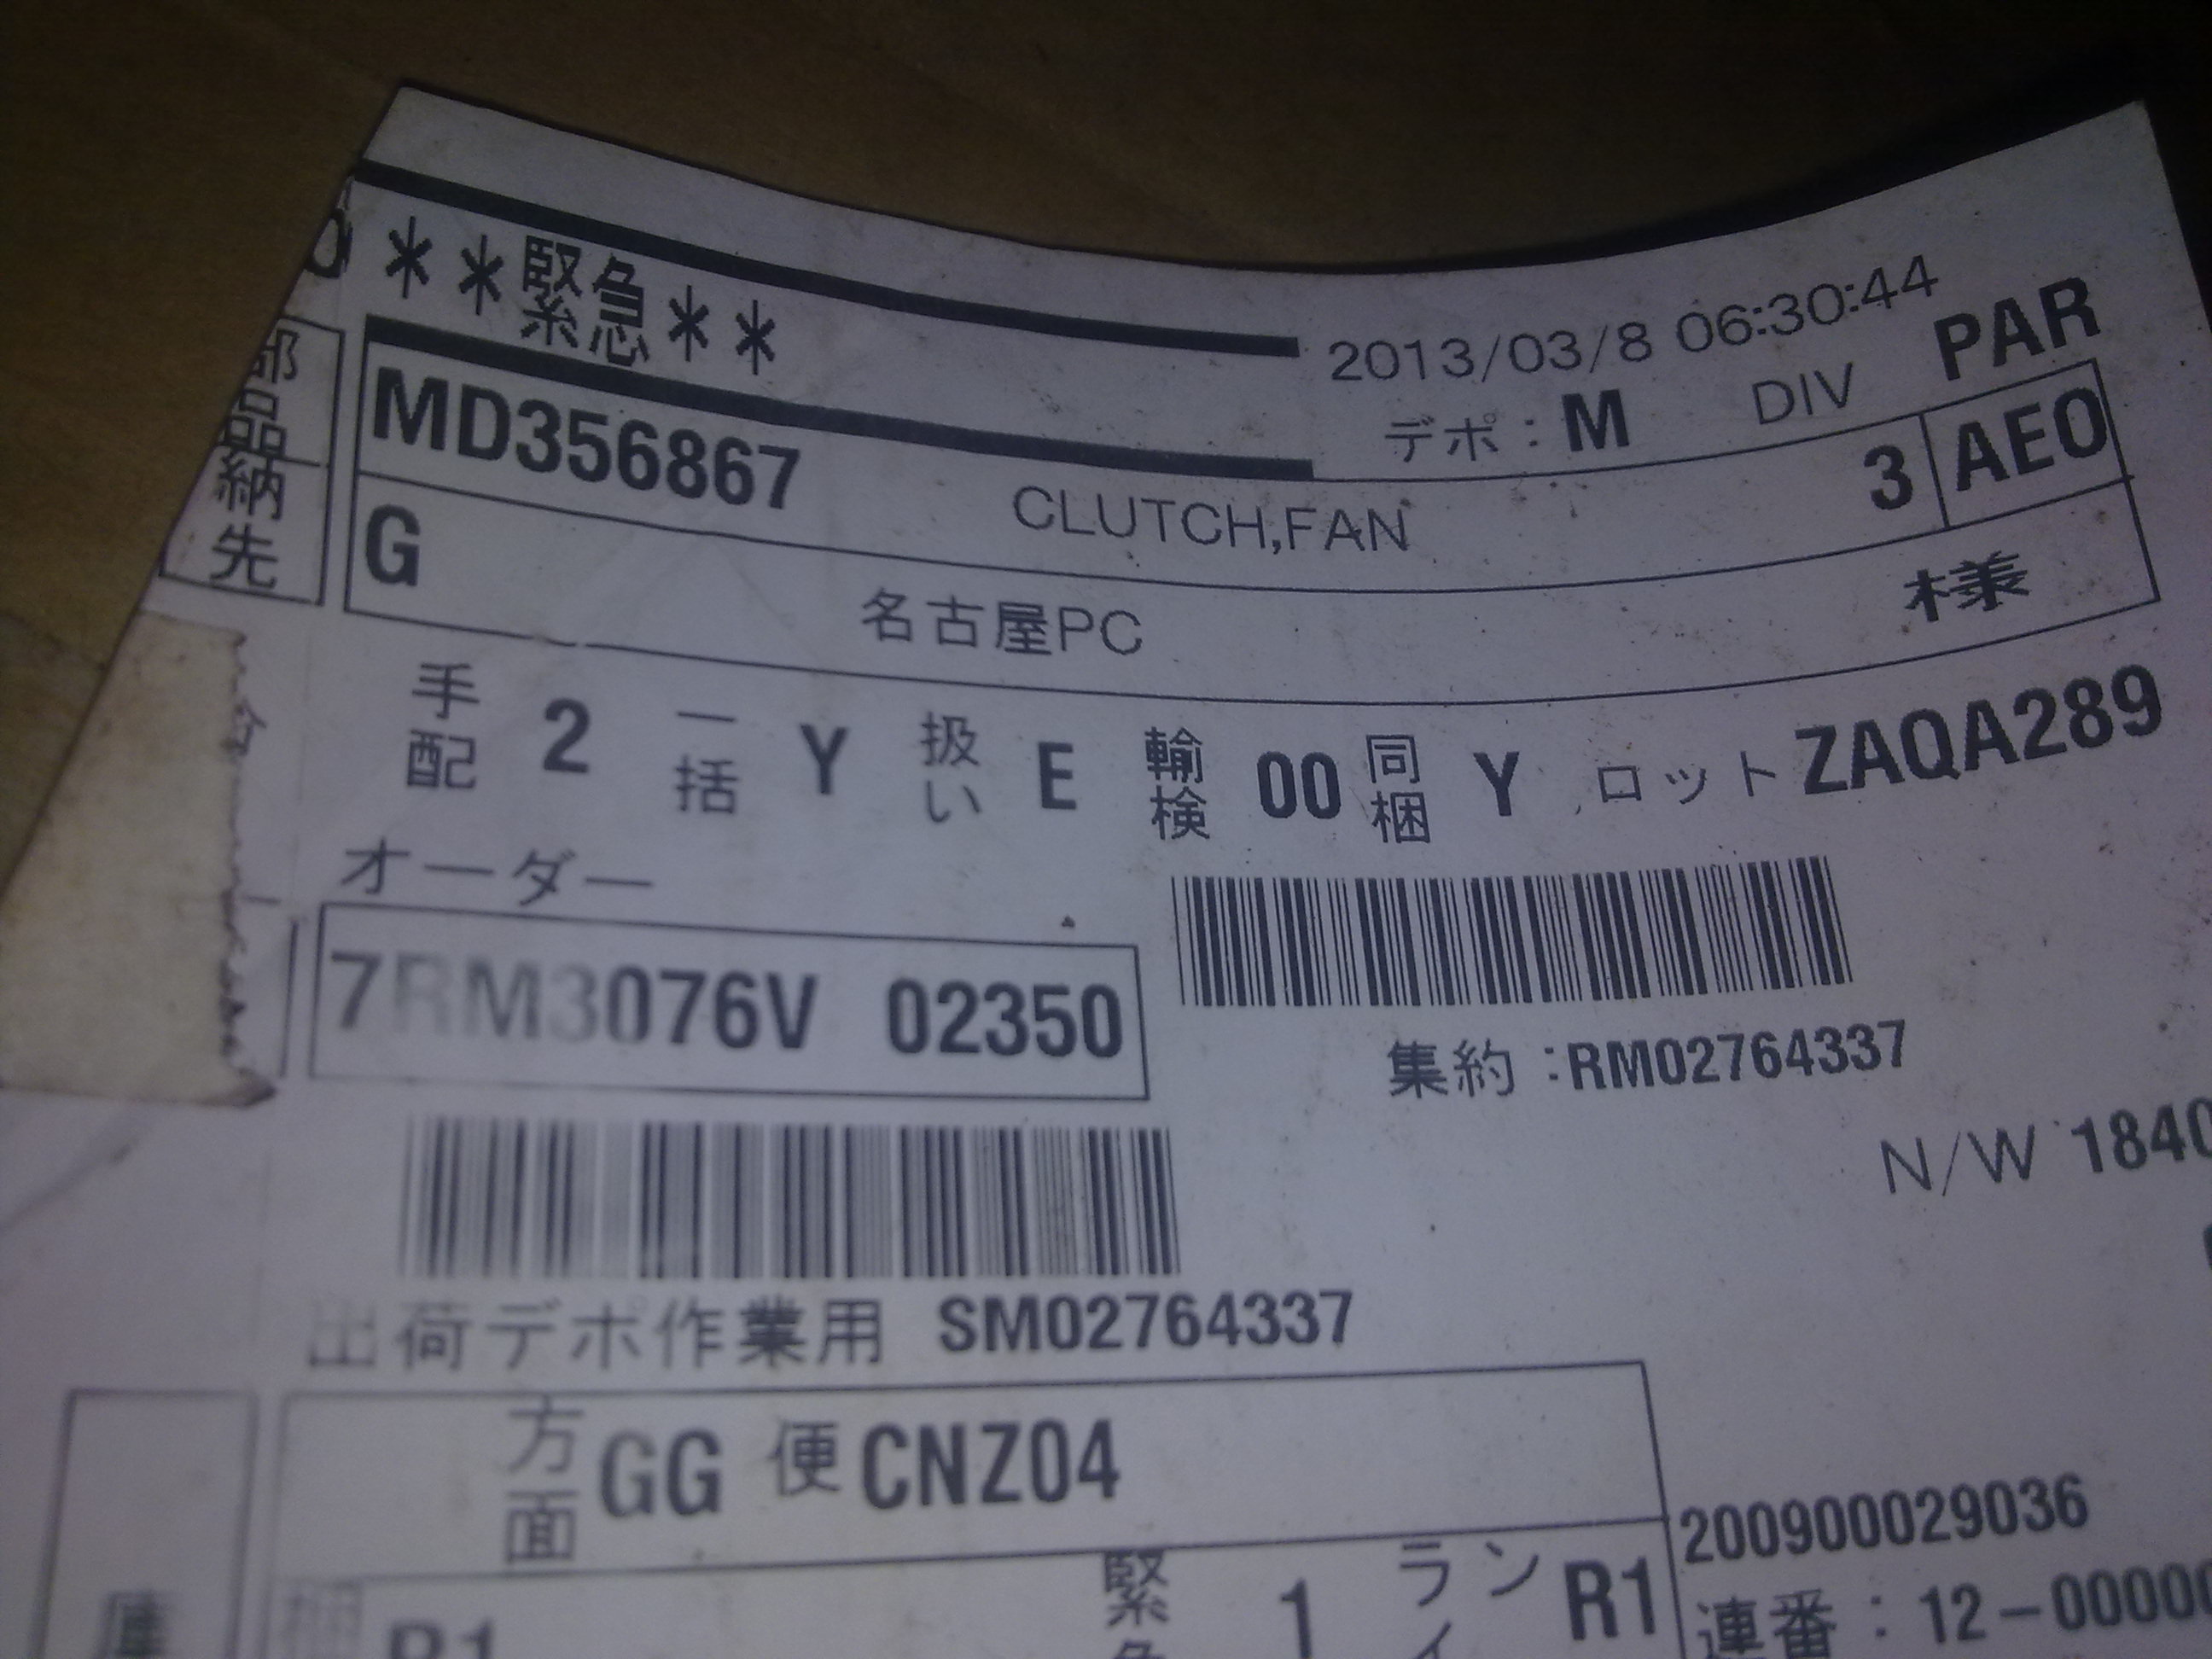 **緊急**
2013/03/8 06:30:44
デポ：M DIV PAR
部品 MD356867 CLUTCH,FAN 3 AEO
納先 G 名古屋PC 様
手配 2 一括 Y 扱い E 輸検 00 同梱 Y ロット ZAQA289
オーダー
7RM3076V 02350
集約：RM02764337
N/W 1840
出荷デポ作業用 SM02764337
方面 GG 便 CNZ04
200900029036
緊急 1 ライン R1
連番：12-00000
R1